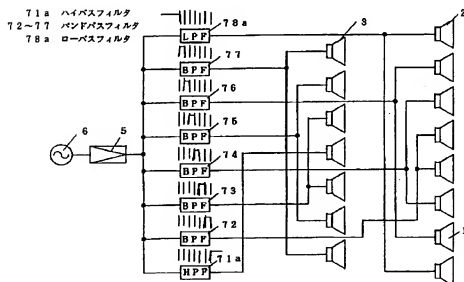 71a ハイパスフィルタ
72～77 バンドパスフィルタ
78a ローパスフィルタ
78a
LPF
77
BPF
76
BPF
75
BPF
74
BPF
73
BPF
72
BPF
71a
HPF
6
5
3
2
1